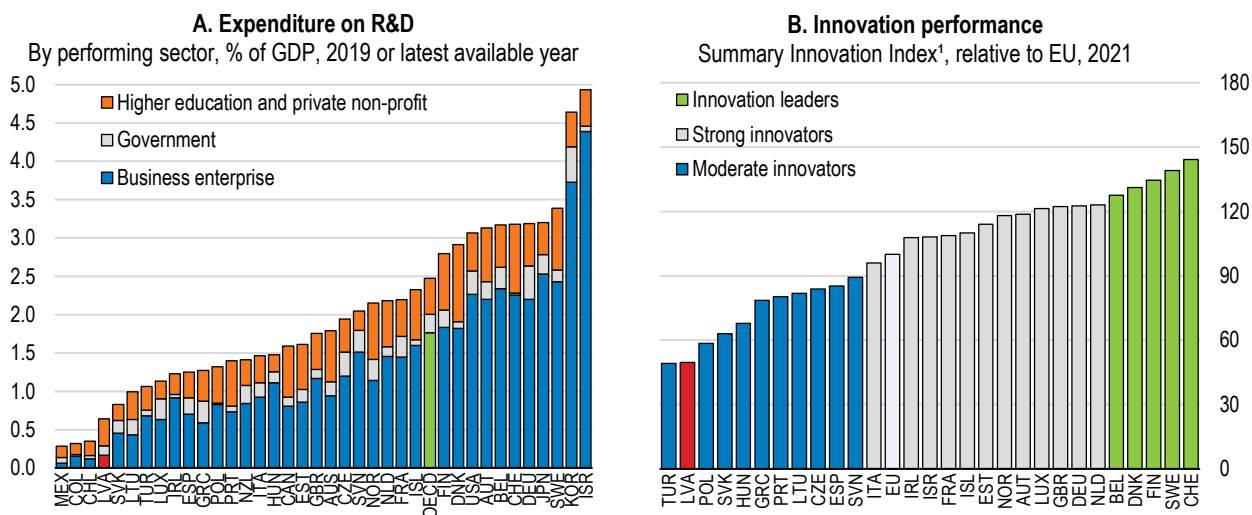 A. Expenditure on R&D
By performing sector, % of GDP, 2019 or latest available year
5.0
4.5
4.0
3.5
3.0
2.5
2.0
1.5
1.0
0.5
0.0
Higher education and private non-profit
Government
Business enterprise
MEX COL CHL LVA SVK LTU TUR LUX IRL ESP GRC POL PRT NZL ITA HUN CAN EST GBR AUS CZE SVN NOR NLD FRA ISL OECD FIN DNK USA AUT BEL CHE DEU JPN SWE KOR ISR
B. Innovation performance
Summary Innovation Index¹, relative to EU, 2021
180
150
120
90
60
30
0
Innovation leaders
Strong innovators
Moderate innovators
TUR LVA POL SVK HUN GRC PRT LTU CZE ESP SVN ITA EU IRL ISR FRA ISL EST NOR AUT LUX GBR DEU NLD BEL DNK FIN SWE CHE